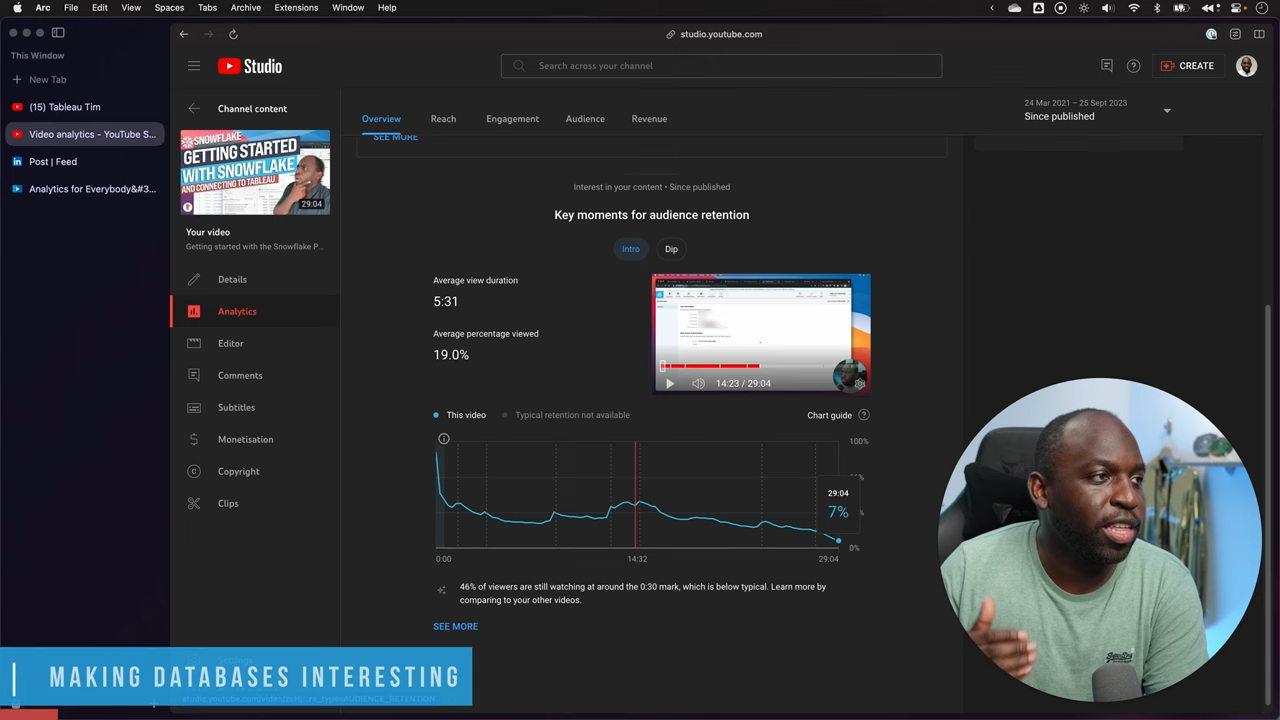 Arc File Edit View Spaces Tabs Archive Extensions Window Help
This Window
New Tab
(15) Tableau Tim
Video analytics - YouTube S...
Post | Feed
Analytics for Everybody&#3...
studio.youtube.com
Studio
Search across your channel
CREATE
Channel content
SNOWFLAKE
GETTING STARTED
WITH SNOWFLAKE
AND CONNECTING TO TABLEAU
29:04
Your video
Getting started with the Snowflake P...
Details
Analytics
Editor
Comments
Subtitles
Monetisation
Copyright
Clips
Settings
Overview Reach Engagement Audience Revenue
24 Mar 2021 – 25 Sept 2023
Since published
SEE MORE
Interest in your content • Since published
Key moments for audience retention
Intro Dip
Average view duration
5:31
Average percentage viewed
19.0%
14:23 / 29:04
This video Typical retention not available Chart guide
100%
29:04
7%
0%
0:00 14:32 29:04
46% of viewers are still watching at around the 0:30 mark, which is below typical. Learn more by
comparing to your other videos.
SEE MORE
MAKING DATABASES INTERESTING